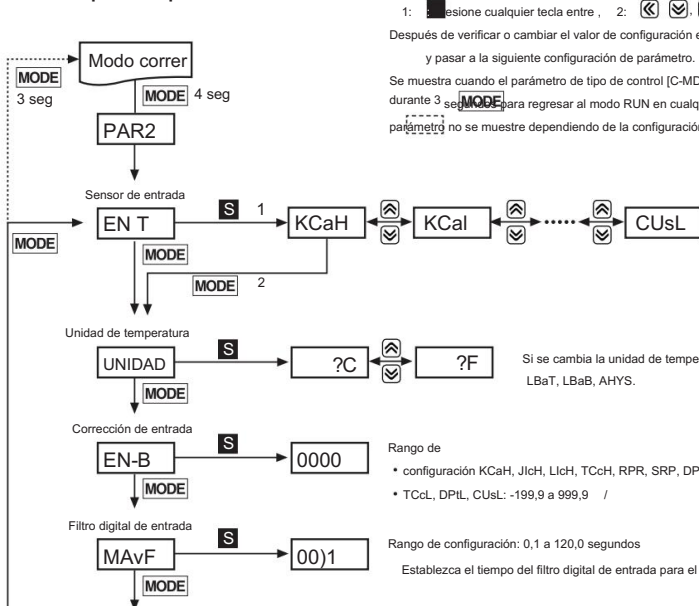 1: esione cualquier tecla entre , 2:
Después de verificar o cambiar el valor de configuración
y pasar a la siguiente configuración de parámetro.
Se muestra cuando el parámetro de tipo de control [C-MD
durante 3 segundos MODE para regresar al modo RUN en
parámetro no se muestre dependiendo de la configuración
Modo correr
MODE
3 seg
MODE 4 seg
PAR2
Sensor de entrada
EN T
S 1
KCaH
KCaI
.....
CUsL
MODE
MODE
MODE 2
Unidad de temperatura
UNIDAD
S
?C
?F
Si se cambia la unidad de
LBaT, LBaB, AHYS.
MODE
Corrección de entrada
EN-B
S
0000
Rango de
• configuración KCaH, JIcH, LIcH, TCcH, RPR, SRP, DP
• TCcL, DPtL, CUsL: -199,9 a 999,9 /
MODE
Filtro digital de entrada
MAvF
S
00)1
Rango de configuración: 0,1 a 120,0 segundos
Establezca el tiempo del filtro digital de entrada para el
MODE